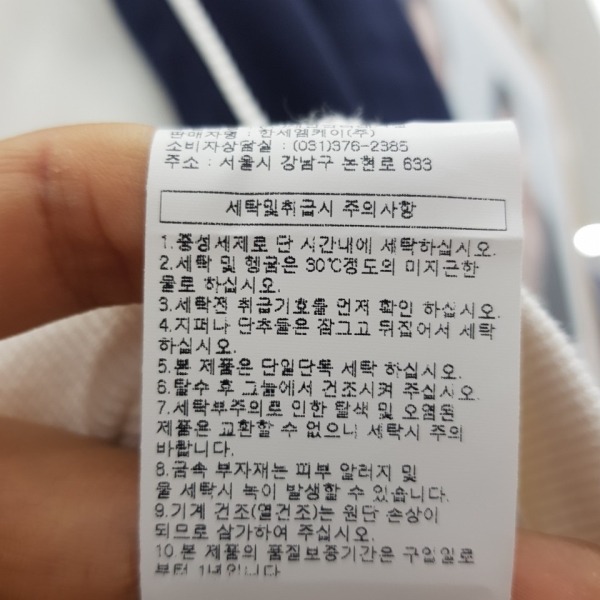 판매자명 : 한세엠케이(주)
소비자상담실 : (031)376-2385
주소 : 서울시 강남구 논현로 633
세탁및취급시 주의사항
1.중성세제로 단 시간내에 세탁하십시오.
2.세탁 및 헹굼은 30℃정도의 미지근한
물로 하십시오.
3.세탁전 취급기호를 먼저 확인 하십시오.
4.지퍼나 단추들은 잠그고 뒤집어서 세탁
하십시오.
5.본 제품은 단일단독 세탁 하십시오.
6.탈수 후 그늘에서 건조시켜 주십시오.
7.세탁부주의로 인한 탈색 및 오염된
제품은 교환할 수 없으니 세탁시 주의
바랍니다.
8.금속 부자재는 피부 알러지 및
물 세탁시 녹이 발생할 수 있습니다.
9.기계 건조(열건조)는 원단 손상이
되므로 삼가하여 주십시오.
10 본 제품의 품질보증기간은 구입일로
부터 1년입니다